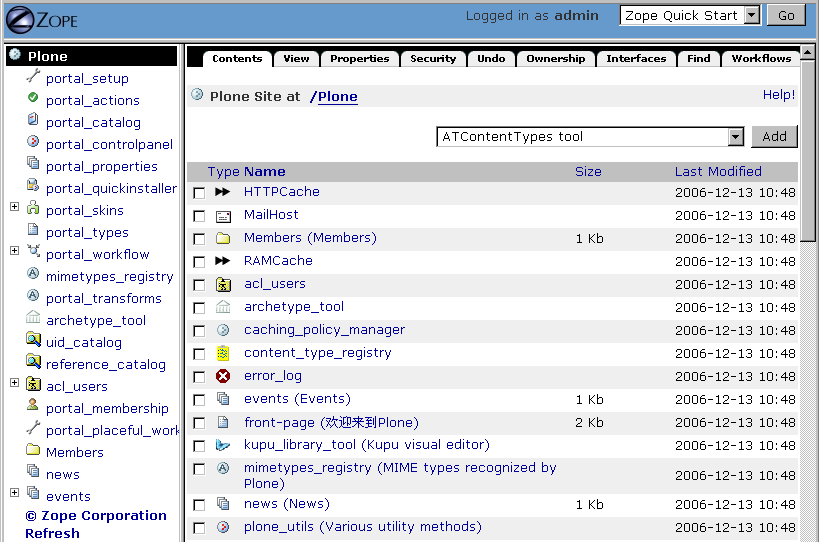 ZOPE
Logged in as admin
Zope Quick Start
Go
Plone
portal_setup
portal_actions
portal_catalog
portal_controlpanel
portal_properties
portal_quickinstaller
portal_skins
portal_types
portal_workflow
mimetypes_registry
portal_transforms
archetype_tool
uid_catalog
reference_catalog
acl_users
portal_membership
portal_placeful_work
Members
news
events
© Zope Corporation
Refresh
Contents View Properties Security Undo Ownership Interfaces Find Workflows
Plone Site at /Plone
Help!
ATContentTypes tool
Add
Type Name Size Last Modified
HTTPCache 2006-12-13 10:48
MailHost 2006-12-13 10:48
Members (Members) 1 Kb 2006-12-13 10:48
RAMCache 2006-12-13 10:48
acl_users 2006-12-13 10:48
archetype_tool 2006-12-13 10:48
caching_policy_manager 2006-12-13 10:48
content_type_registry 2006-12-13 10:48
error_log 2006-12-13 10:48
events (Events) 1 Kb 2006-12-13 10:48
front-page (欢迎来到Plone) 2 Kb 2006-12-13 10:48
kupu_library_tool (Kupu visual editor) 2006-12-13 10:48
mimetypes_registry (MIME types recognized by
Plone) 2006-12-13 10:48
news (News) 1 Kb 2006-12-13 10:48
plone_utils (Various utility methods) 2006-12-13 10:48